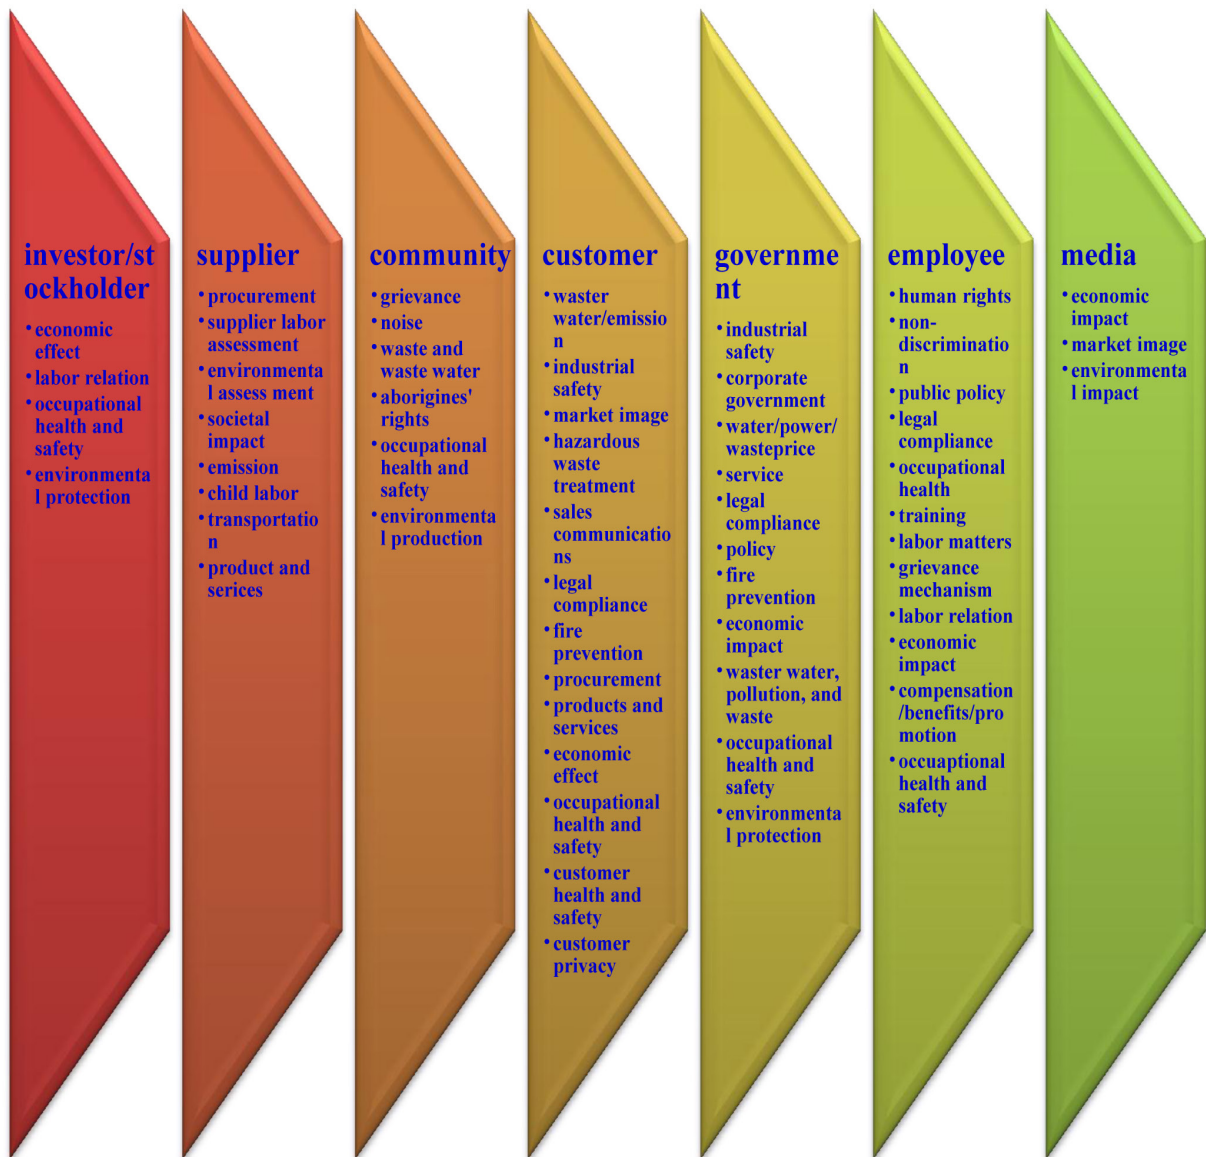 investor/st
ockholder
•economic
effect
•labor relation
•occupational
health and
safety
•environmenta
l protection
supplier
•procurement
•supplier labor
assessment
•environmenta
l assess ment
•societal
impact
•emission
•child labor
•transportatio
n
•product and
serices
community
•grievance
•noise
•waste and
waste water
•aborigines'
rights
•occupational
health and
safety
•environmenta
l production
customer
•waster
water/emissio
n
•industrial
safety
•market image
•hazardous
waste
treatment
•sales
communicatio
ns
•legal
compliance
•fire
prevention
•procurement
•products and
services
•economic
effect
•occupational
health and
safety
•customer
health and
safety
•customer
privacy
governme
nt
•industrial
safety
•corporate
government
•water/power/
wasteprice
•service
•legal
compliance
•policy
•fire
prevention
•economic
impact
•waster water,
pollution, and
waste
•occupational
health and
safety
•environmenta
l protection
employee
•human rights
•non-
discriminatio
n
•public policy
•legal
compliance
•occupational
health
•training
•labor matters
•grievance
mechanism
•labor relation
•economic
impact
•compensation
/benefits/pro
motion
•occuaptional
health and
safety
media
•economic
impact
•market image
•environmenta
l impact